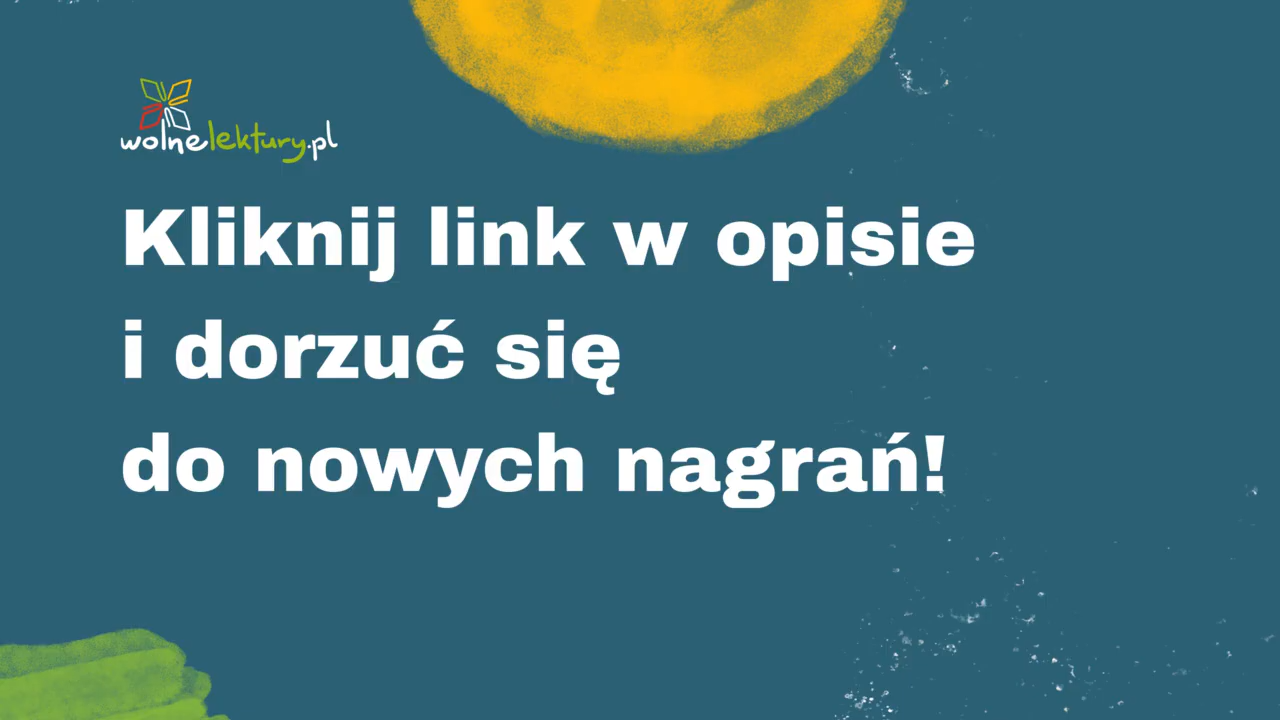 wolnelektury.pl
Kliknij link w opisie
i dorzuć się
do nowych nagrań!